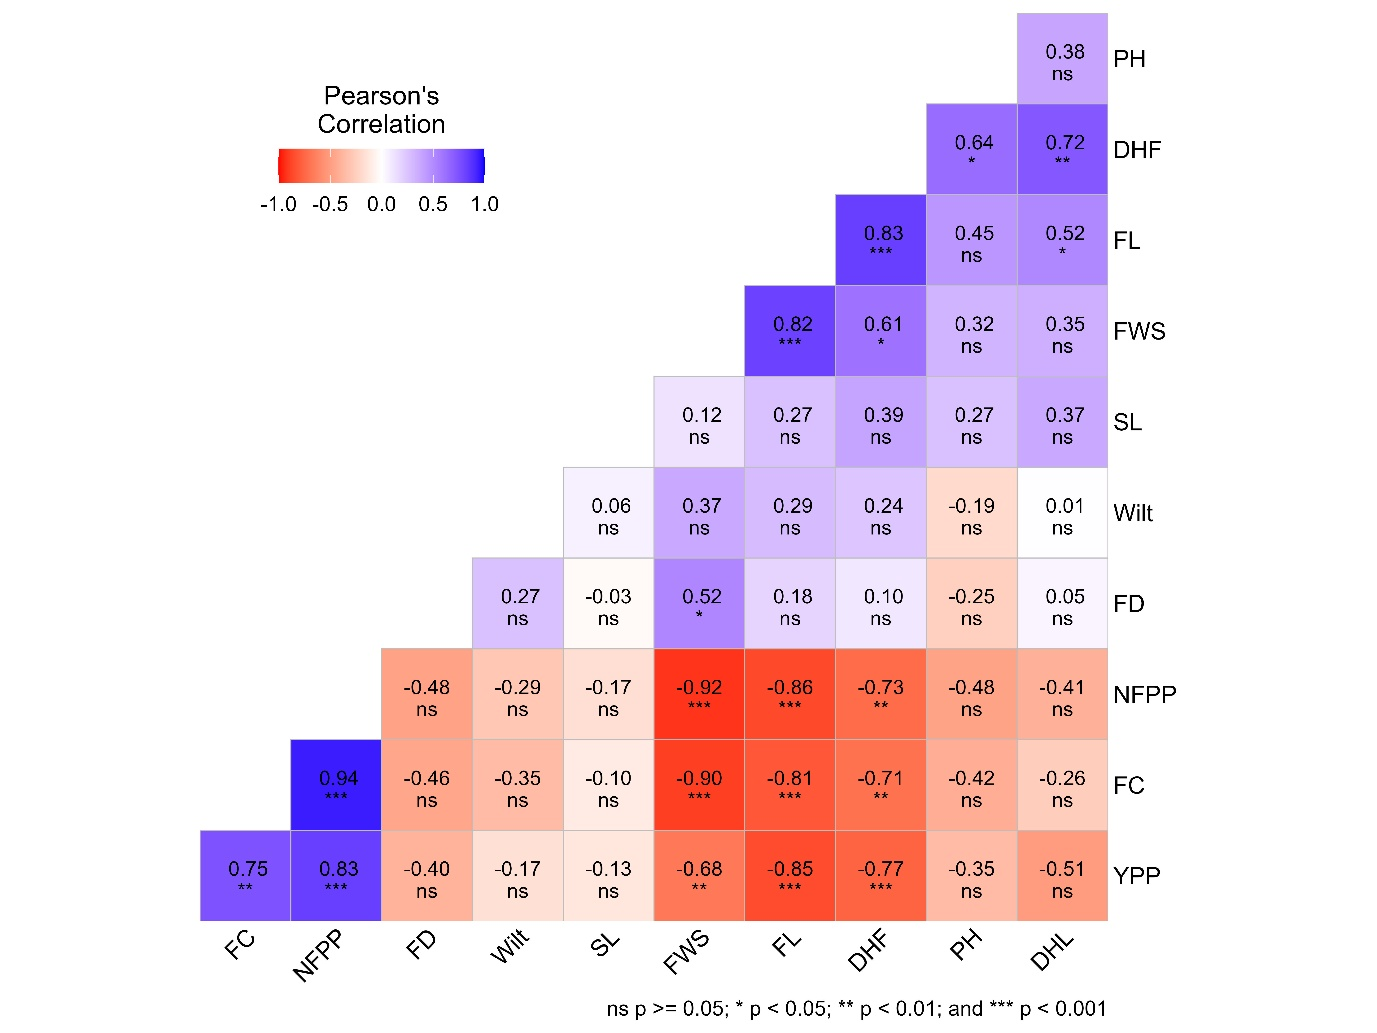 Pearson's
Correlation
-1.0 -0.5 0.0 0.5 1.0
0.38
ns
PH
0.64 0.72
* **
DHF
0.83 0.45 0.52
*** ns *
FL
0.82 0.61 0.32 0.35
*** * ns ns
FWS
0.12 0.27 0.39 0.27 0.37
ns ns ns ns ns
SL
0.06 0.37 0.29 0.24 -0.19 0.01
ns ns ns ns ns ns
Wilt
0.27 -0.03 0.52 0.18 0.10 -0.25 0.05
ns ns * ns ns ns ns
FD
-0.48 -0.29 -0.17 -0.92 -0.86 -0.73 -0.48 -0.41
ns ns ns *** *** ** ns ns
NFPP
0.94 -0.46 -0.35 -0.10 -0.90 -0.81 -0.71 -0.42 -0.26
*** ns ns ns *** *** ** ns ns
FC
0.75 0.83 -0.40 -0.17 -0.13 -0.68 -0.85 -0.77 -0.35 -0.51
** *** ns ns ns ** *** *** ns ns
YPP
FC NFPP FD Wilt SL FWS FL DHF PH DHL
ns p >= 0.05; * p < 0.05; ** p < 0.01; and *** p < 0.001